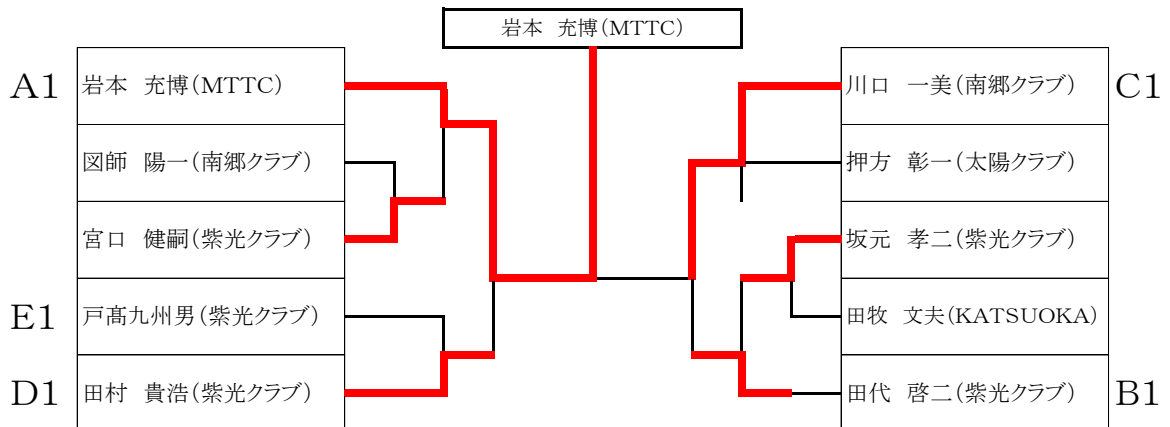 岩本 充博(MTTC)
A1 岩本 充博(MTTC)
図師 陽一(南郷クラブ)
宮口 健嗣(紫光クラブ)
E1 戸髙九州男(紫光クラブ)
D1 田村 貴浩(紫光クラブ)
川口 一美(南郷クラブ) C1
押方 彰一(太陽クラブ)
坂元 孝二(紫光クラブ)
田牧 文夫(KATSUOKA)
田代 啓二(紫光クラブ) B1